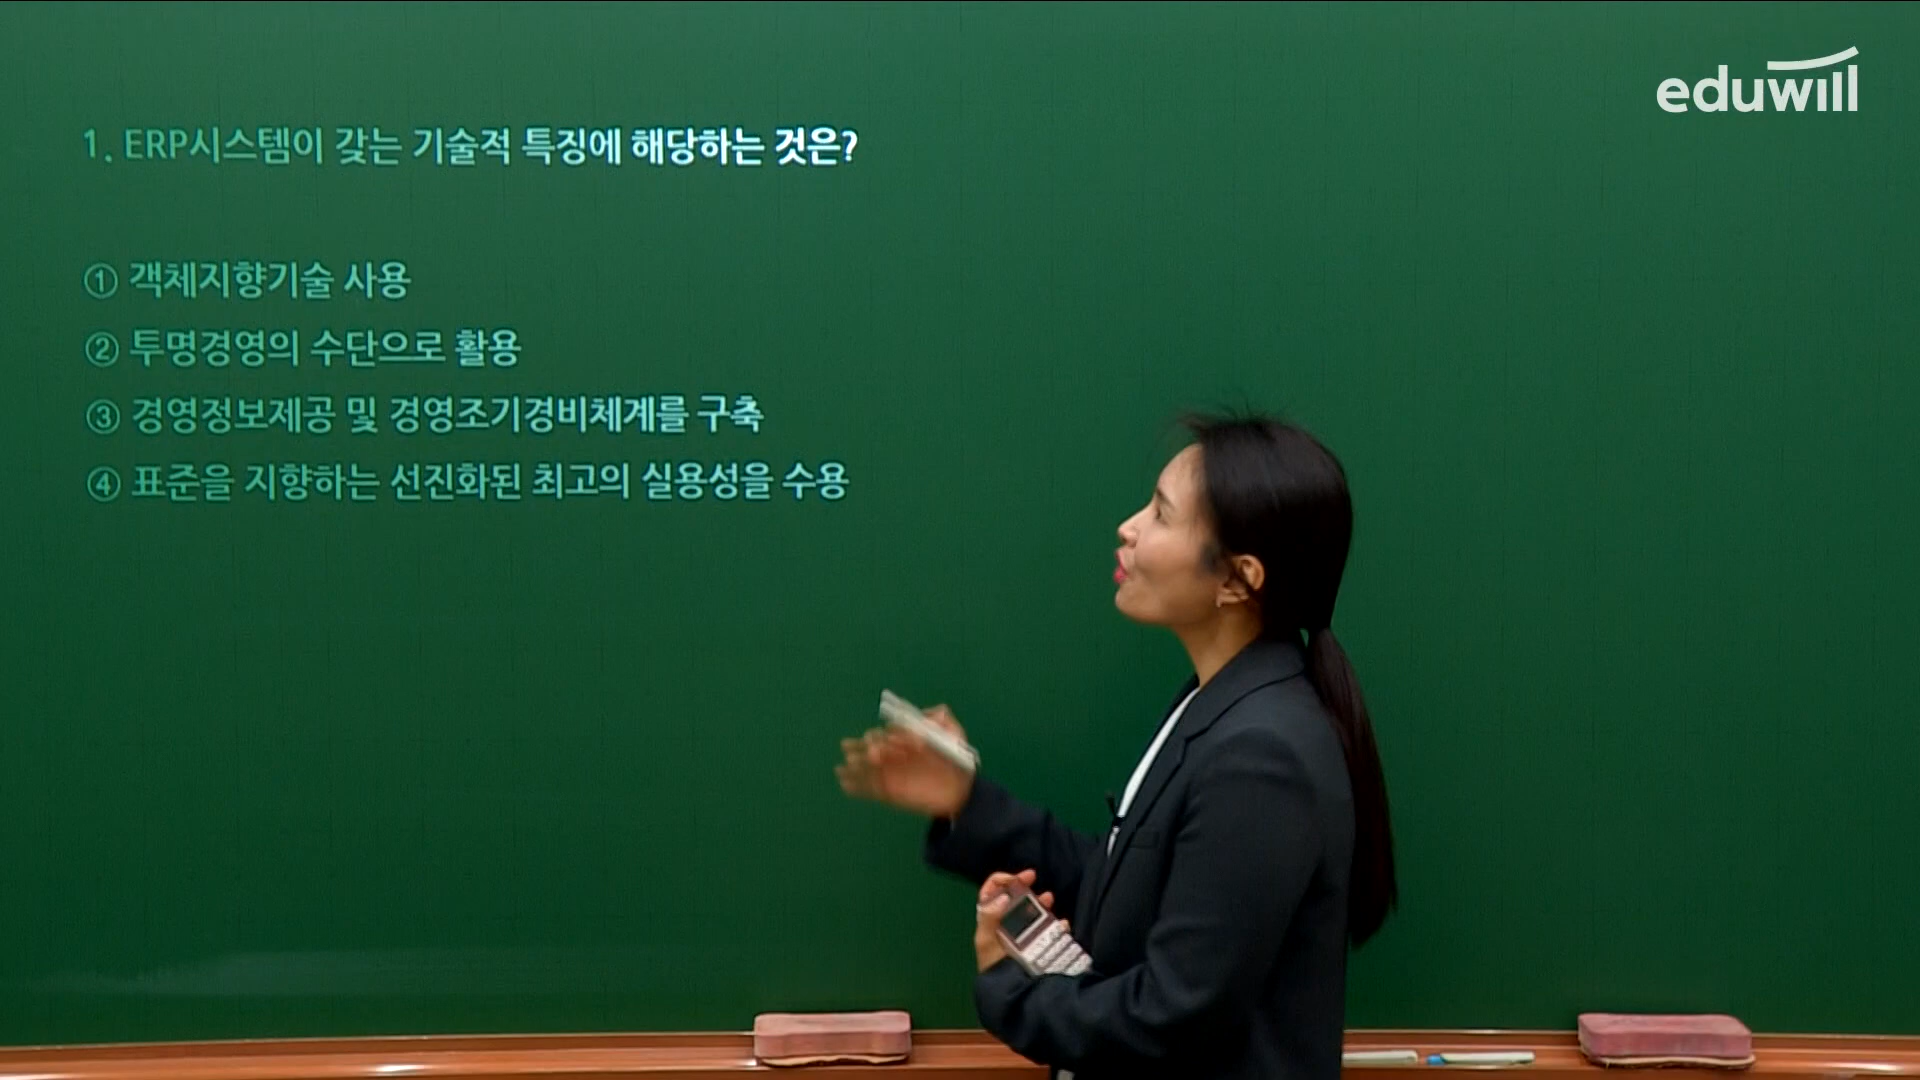 eduwill
1. ERP시스템이 갖는 기술적 특징에 해당하는 것은?
① 객체지향기술 사용
② 투명경영의 수단으로 활용
③ 경영정보제공 및 경영조기경비체계를 구축
④ 표준을 지향하는 선진화된 최고의 실용성을 수용